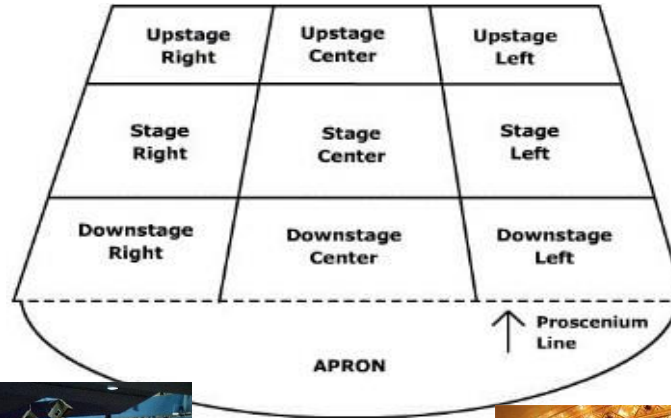 Upstage
Right
Upstage
Center
Upstage
Left
Stage
Right
Stage
Center
Stage
Left
Downstage
Right
Downstage
Center
Downstage
Left
Proscenium
Line
APRON